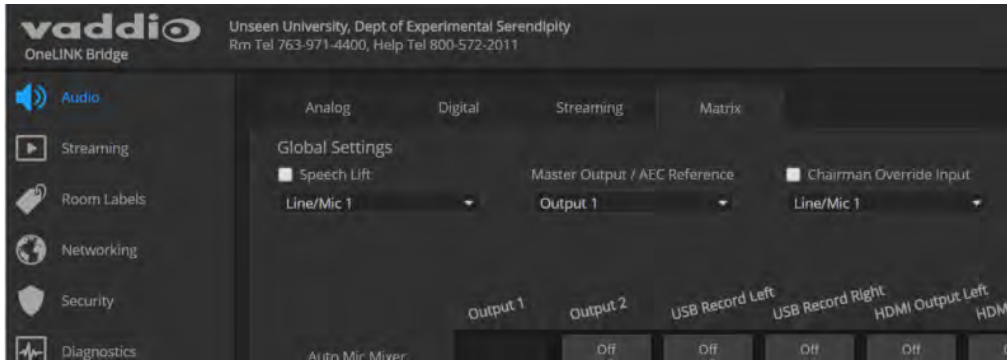 vaddio
OneLINK Bridge
Unseen University, Dept of Experimental Serendipity
Rm Tel 763-971-4400, Help Tel 800-572-2011
Audio
Streaming
Room Labels
Networking
Security
Diagnostics
Analog Digital Streaming Matrix
Global Settings
Speech Lift Master Output / AEC Reference Chairman Override Input
Line/Mic 1 Output 1 Line/Mic 1
Output 1 Output 2 USB Record Left USB Record Right HDMI Output Left HDM
Auto Mic Mixer Off Off Off Off